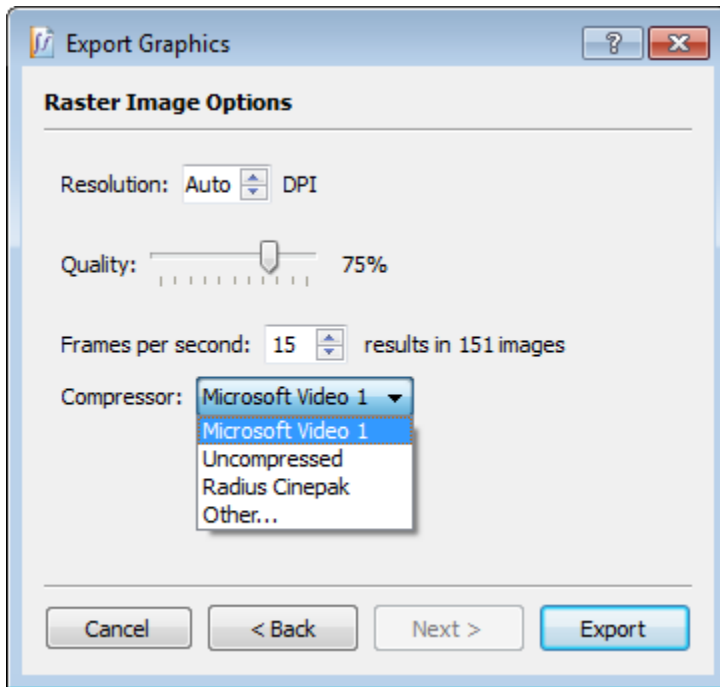 Export Graphics
Raster Image Options
Resolution: Auto DPI
Quality: 75%
Frames per second: 15 results in 151 images
Compressor: Microsoft Video 1
Microsoft Video 1
Uncompressed
Radius Cinepak
Other...
Cancel < Back Next > Export